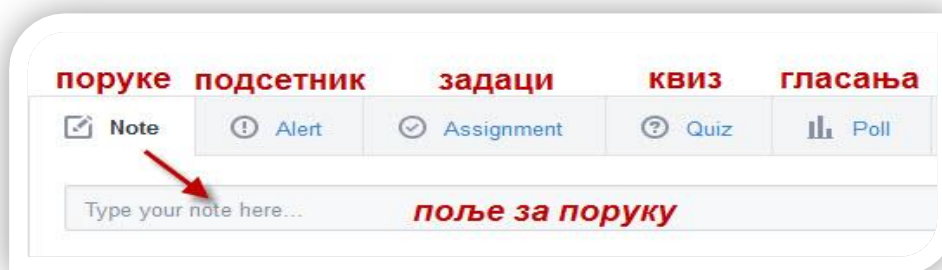 поруке подсетник задаци квиз гласања
Note Alert Assignment Quiz Poll
Type your note here... поље за поруку